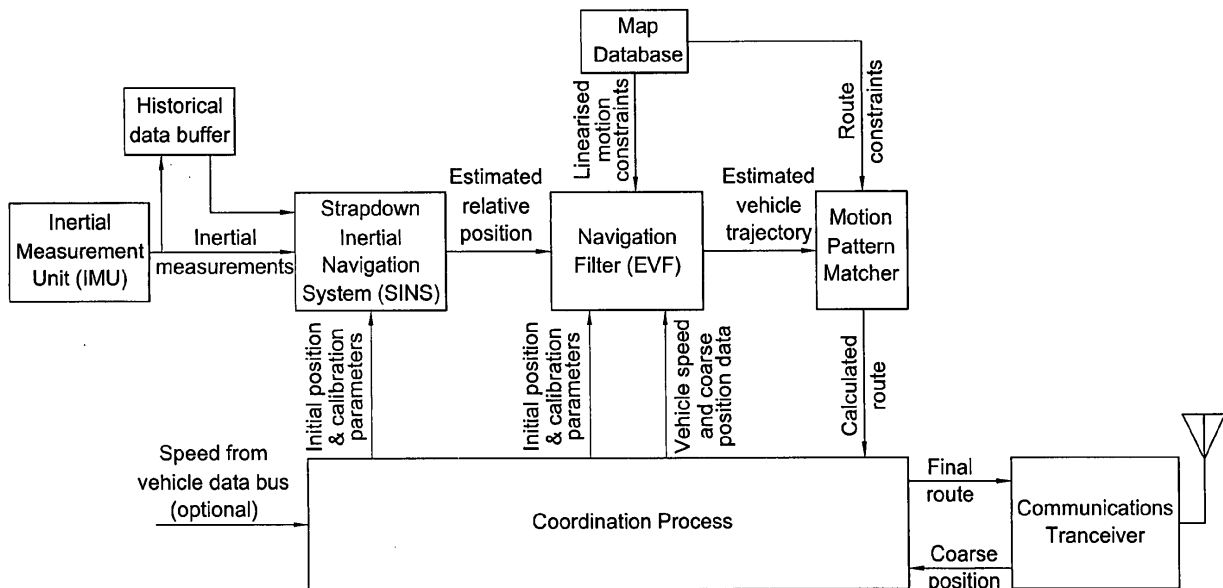 Map
Database
Historical
data buffer
Linearised
motion
constraints
Route
constraints
Inertial
Measurement
Unit (IMU)
Inertial
measurements
Strapdown
Inertial
Navigation
System (SINS)
Estimated
relative
position
Navigation
Filter (EVF)
Estimated
vehicle
trajectory
Motion
Pattern
Matcher
Initial position
& calibration
parameters
Initial position
& calibration
parameters
Vehicle speed
and coarse
position data
Calculated
route
Speed from
vehicle data bus
(optional)
Coordination Process
Final
route
Coarse
position
Communications
Tranceiver